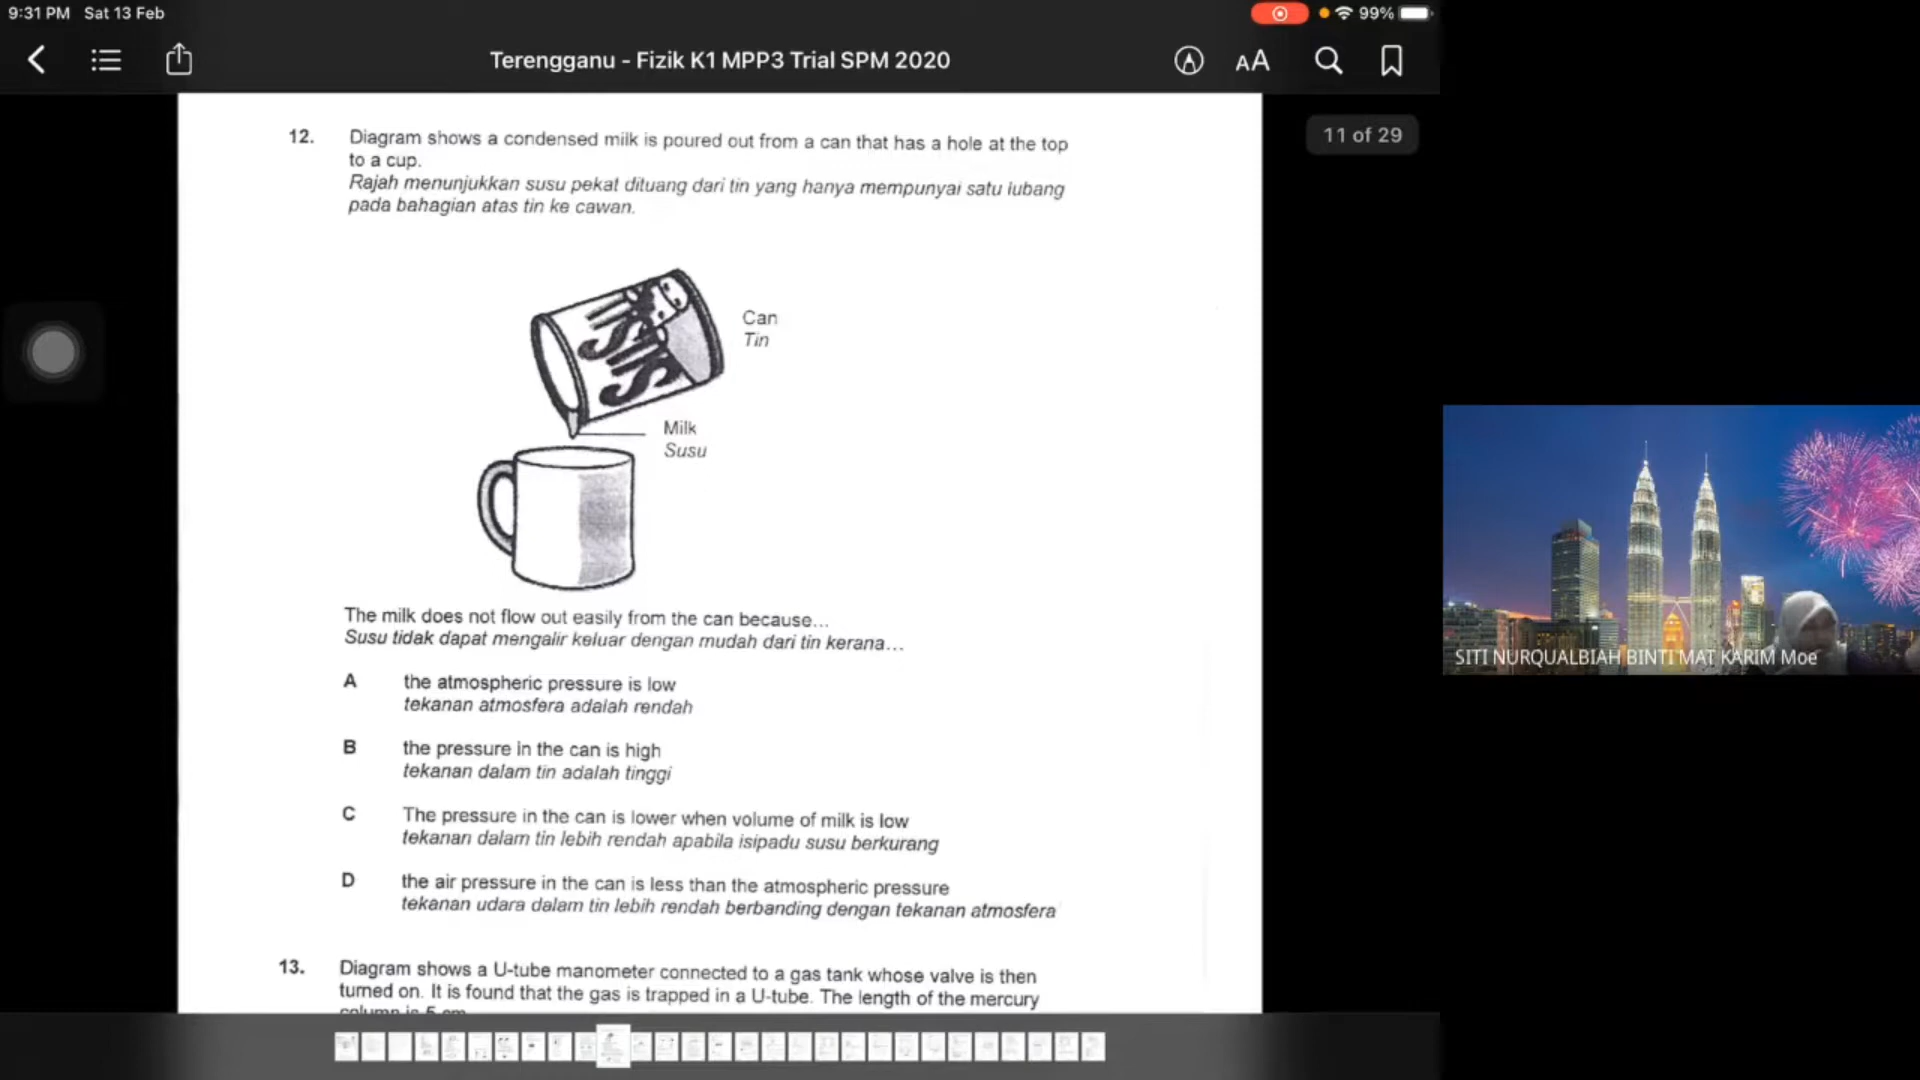 9:31 PM Sat 13 Feb
99%
Terengganu - Fizik K1 MPP3 Trial SPM 2020
AA
11 of 29
12. Diagram shows a condensed milk is poured out from a can that has a hole at the top
to a cup.
Rajah menunjukkan susu pekat dituang dari tin yang hanya mempunyai satu lubang
pada bahagian atas tin ke cawan.
SUSU
Can
Tin
Milk
Susu
The milk does not flow out easily from the can because...
Susu tidak dapat mengalir keluar dengan mudah dari tin kerana...
A the atmospheric pressure is low
tekanan atmosfera adalah rendah
B the pressure in the can is high
tekanan dalam tin adalah tinggi
C The pressure in the can is lower when volume of milk is low
tekanan dalam tin lebih rendah apabila isipadu susu berkurang
D the air pressure in the can is less than the atmospheric pressure
tekanan udara dalam tin lebih rendah berbanding dengan tekanan atmosfera
13. Diagram shows a U-tube manometer connected to a gas tank whose valve is then
turned on. It is found that the gas is trapped in a U-tube. The length of the mercury
column is 5 cm
SITI NURQUALBIAH BINTI MAT KARIM Moe